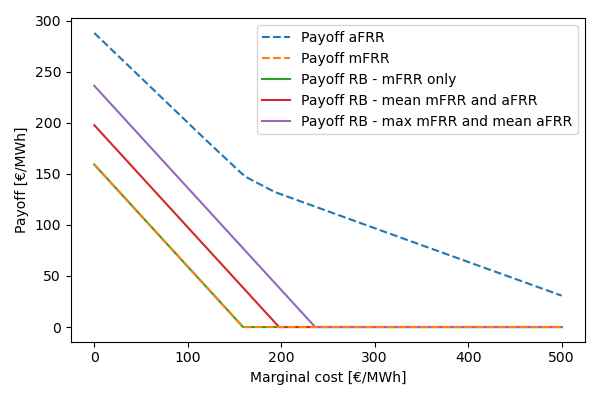 300
250
200
150
100
50
0
Payoff [€/MWh]
Payoff aFRR
Payoff mFRR
Payoff RB - mFRR only
Payoff RB - mean mFRR and aFRR
Payoff RB - max mFRR and mean aFRR
0 100 200 300 400 500
Marginal cost [€/MWh]